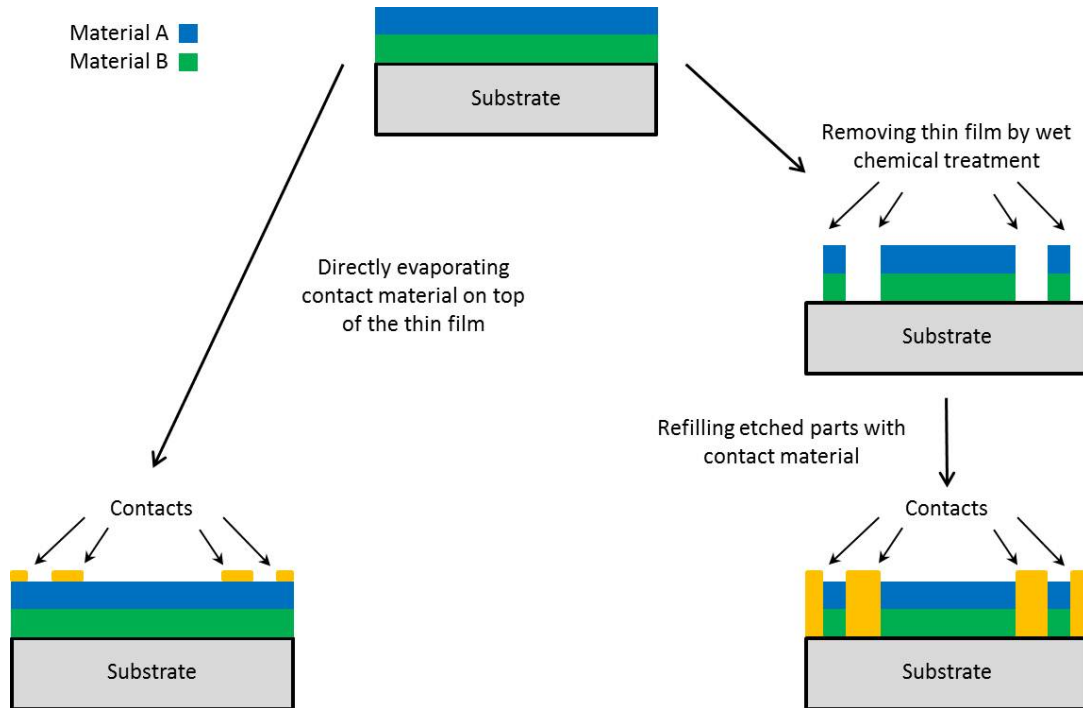 Material A
Material B
Substrate
Removing thin film by wet
chemical treatment
Directly evaporating
contact material on top
of the thin film
Substrate
Refilling etched parts with
contact material
Contacts
Contacts
Substrate
Substrate